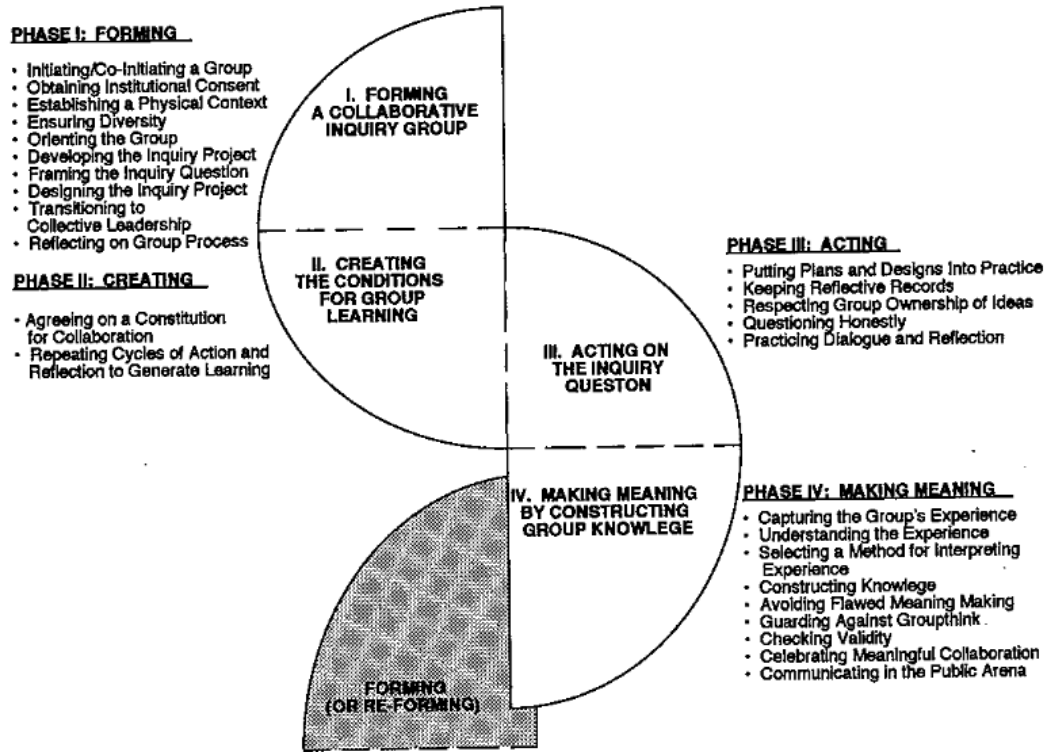 PHASE I: FORMING
• Initiating/Co-Initiating a Group
• Obtaining Institutional Consent
• Establishing a Physical Context
• Ensuring Diversity
• Orienting the Group
• Developing the Inquiry Project
• Framing the Inquiry Question
• Designing the Inquiry Project
• Transitioning to
Collective Leadership
• Reflecting on Group Process
PHASE II: CREATING
• Agreeing on a Constitution
for Collaboration
• Repeating Cycles of Action and
Reflection to Generate Learning
I. FORMING
A COLLABORATIVE
INQUIRY GROUP
II. CREATING
THE CONDITIONS
FOR GROUP
LEARNING
III. ACTING ON
THE INQUIRY
QUESTON
PHASE III: ACTING
• Putting Plans and Designs Into Practice
• Keeping Reflective Records
• Respecting Group Ownership of Ideas
• Questioning Honestly
• Practicing Dialogue and Reflection
IV. MAKING MEANING
BY CONSTRUCTING
GROUP KNOWLEGE
PHASE IV: MAKING MEANING
• Capturing the Group's Experience
• Understanding the Experience
• Selecting a Method for Interpreting
Experience
• Constructing Knowlege
• Avoiding Flawed Meaning Making
• Guarding Against Groupthink
• Checking Validity
• Celebrating Meaningful Collaboration
• Communicating in the Public Arena
FORMING
(OR RE-FORMING)